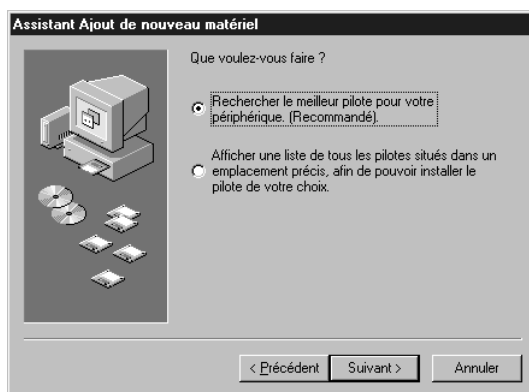 Assistant Ajout de nouveau matériel
Que voulez-vous faire ?
Rechercher le meilleur pilote pour votre
périphérique. (Recommandé).
Afficher une liste de tous les pilotes situés dans un
emplacement précis, afin de pouvoir installer le
pilote de votre choix.
< Précédent
Suivant >
Annuler